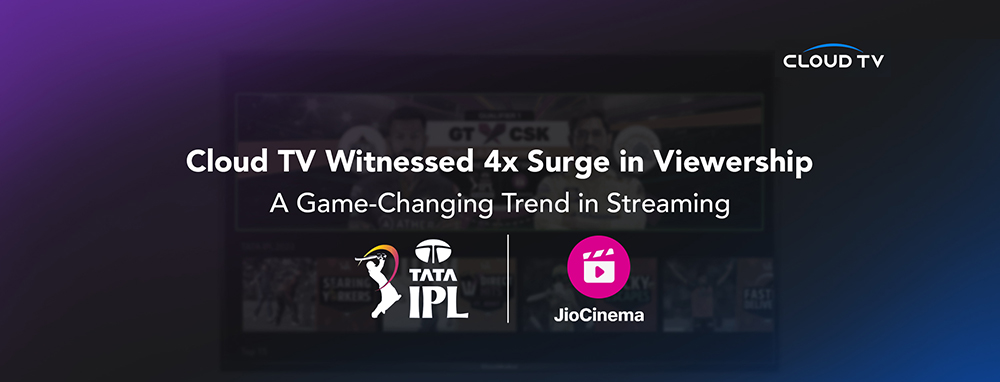 CLOUD TV
GT CSK
Cloud TV Witnessed 4x Surge in Viewership
A Game-Changing Trend in Streaming
TATA
IPL
JioCinema